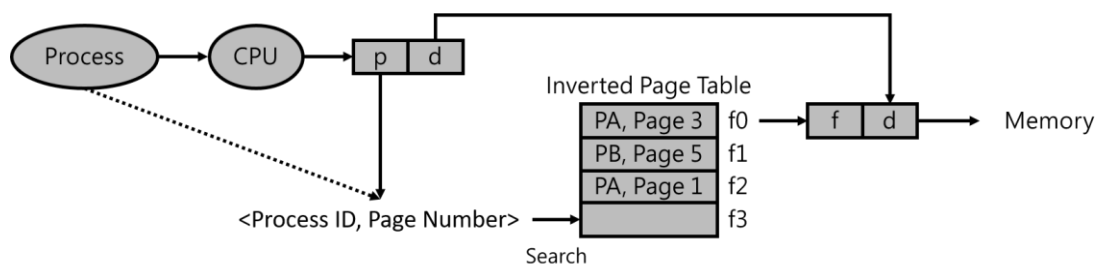 Process
CPU
p d
Inverted Page Table
PA, Page 3 f0
PB, Page 5 f1
PA, Page 1 f2
f3
f d
Memory
<Process ID, Page Number>
Search